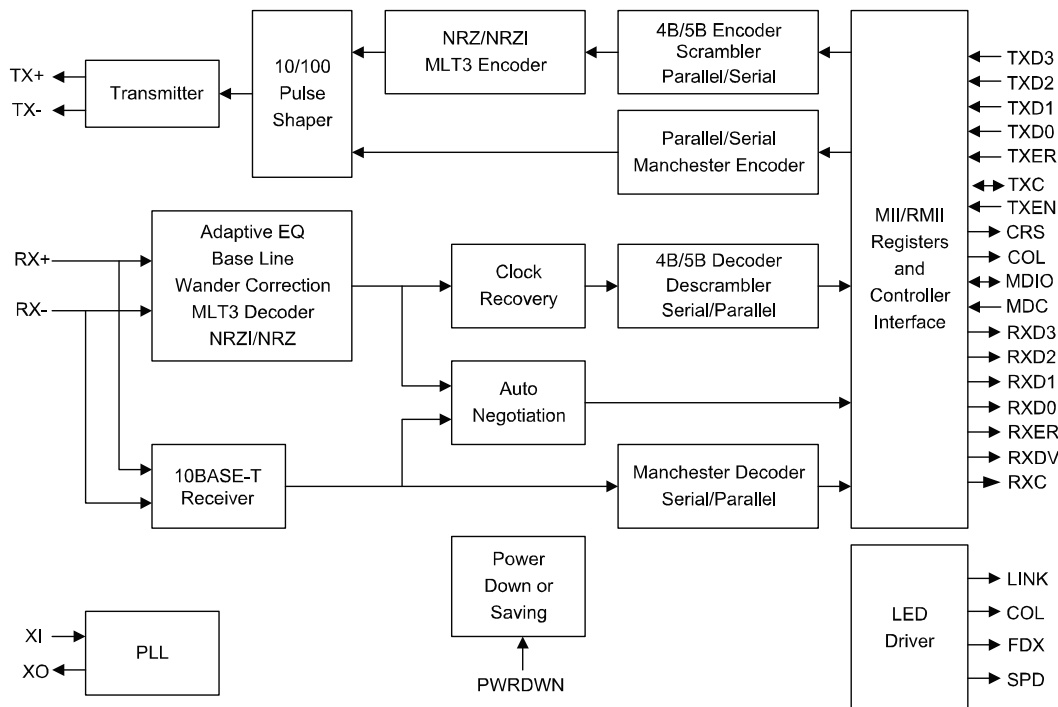 TX+
TX-
Transmitter
10/100
Pulse
Shaper
NRZ/NRZI
MLT3 Encoder
4B/5B Encoder
Scrambler
Parallel/Serial
Parallel/Serial
Manchester Encoder
RX+
RX-
Adaptive EQ
Base Line
Wander Correction
MLT3 Decoder
NRZI/NRZ
Clock
Recovery
4B/5B Decoder
Descrambler
Serial/Parallel
Auto
Negotiation
10BASE-T
Receiver
Manchester Decoder
Serial/Parallel
MII/RMII
Registers
and
Controller
Interface
TXD3
TXD2
TXD1
TXD0
TXER
TXC
TXEN
CRS
COL
MDIO
MDC
RXD3
RXD2
RXD1
RXD0
RXER
RXDV
RXC
Power
Down or
Saving
PWRDWN
XI
XO
PLL
LED
Driver
LINK
COL
FDX
SPD